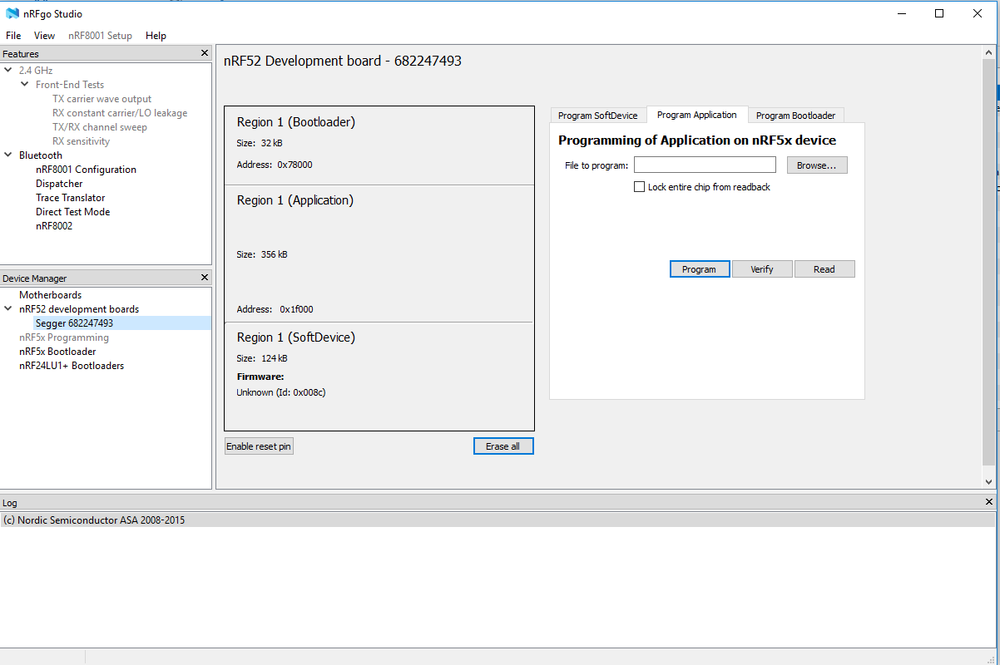 nRFgo Studio
File View nRF8001 Setup Help
Features
2.4 GHz
Front-End Tests
TX carrier wave output
RX constant carrier/LO leakage
TX/RX channel sweep
RX sensitivity
Bluetooth
nRF8001 Configuration
Dispatcher
Trace Translator
Direct Test Mode
nRF8002
Device Manager
Motherboards
nRF52 development boards
Segger 682247493
nRF5x Programming
nRF5x Bootloader
nRF24LU1+ Bootloaders
nRF52 Development board - 682247493
Region 1 (Bootloader)
Size: 32 kB
Address: 0x78000
Region 1 (Application)
Size: 356 kB
Address: 0x1f000
Region 1 (SoftDevice)
Size: 124 kB
Firmware:
Unknown (Id: 0x008c)
Enable reset pin Erase all
Program SoftDevice Program Application Program Bootloader
Programming of Application on nRF5x device
File to program: Browse...
Lock entire chip from readback
Program Verify Read
Log
(c) Nordic Semiconductor ASA 2008-2015